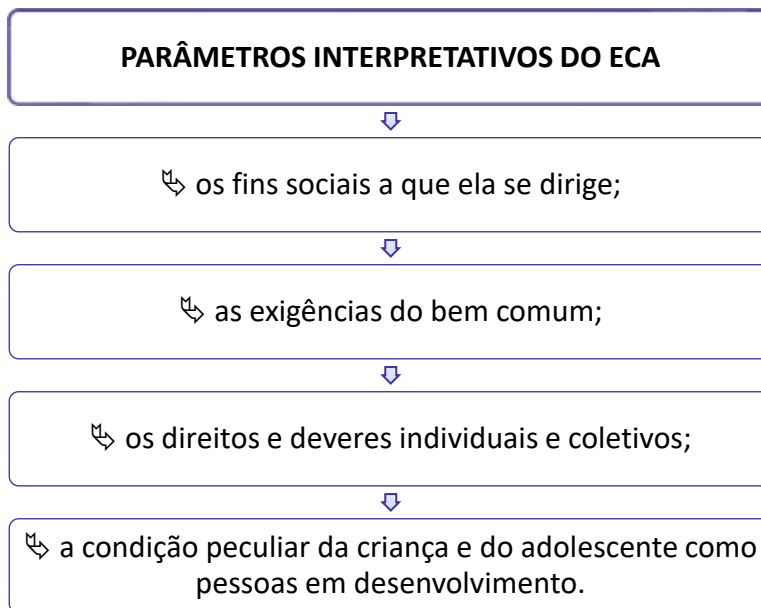 PARÂMETROS INTERPRETATIVOS DO ECA
os fins sociais a que ela se dirige;
as exigências do bem comum;
os direitos e deveres individuais e coletivos;
a condição peculiar da criança e do adolescente como
pessoas em desenvolvimento.